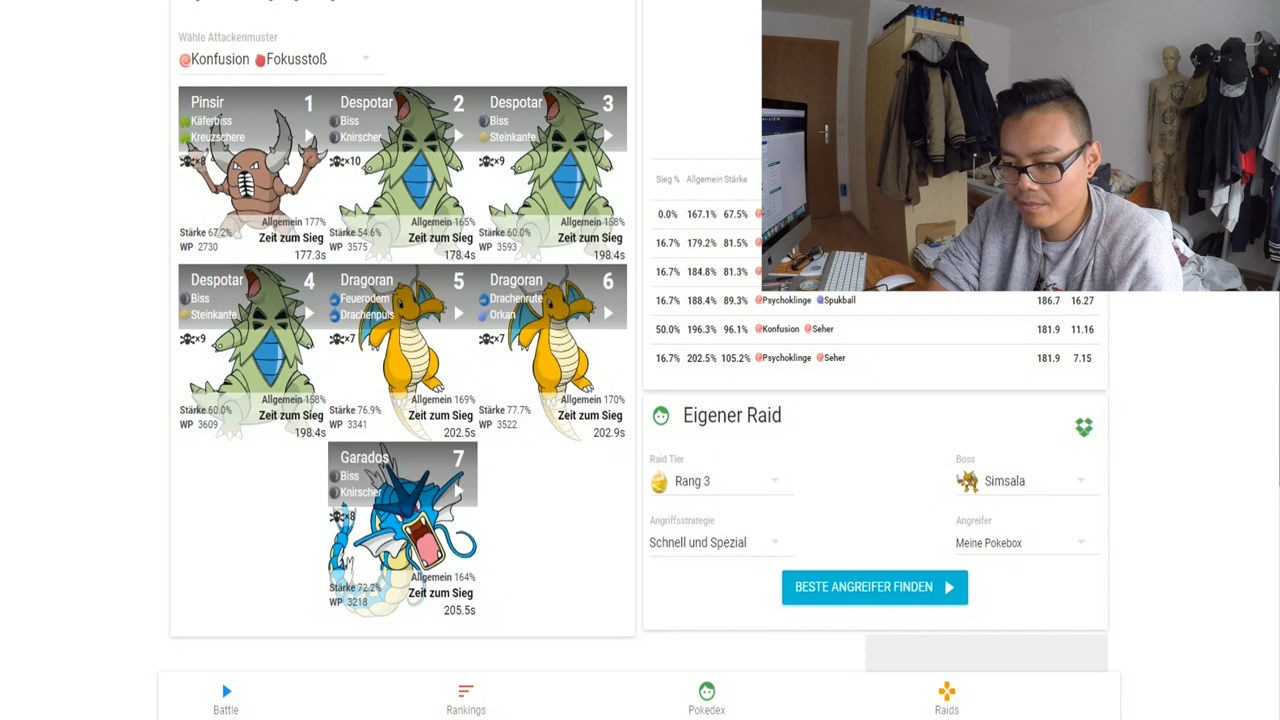 Wähle Attackenmuster
Konfusion Fokusstoß
Pinsir 1
Käferbiss
Kreuzschere
×8
Allgemein 177%
Stärke 67.2% Zeit zum Sieg
WP 2730 177.3s
Despotar 2
Biss
Knirscher
×10
Allgemein 165%
Stärke 54.6% Zeit zum Sieg
WP 3575 178.4s
Despotar 3
Biss
Steinkante
×9
Allgemein 158%
Stärke 60.0% Zeit zum Sieg
WP 3593 198.4s
Despotar 4
Biss
Steinkante
×9
Allgemein 158%
Stärke 60.0% Zeit zum Sieg
WP 3609 198.4s
Dragoran 5
Feuerodem
Drachenpuls
×7
Allgemein 169%
Stärke 76.9% Zeit zum Sieg
WP 3341 202.5s
Dragoran 6
Drachenrute
Orkan
×7
Allgemein 170%
Stärke 77.7% Zeit zum Sieg
WP 3522 202.9s
Garados 7
Biss
Knirscher
×8
Allgemein 164%
Stärke 72.2% Zeit zum Sieg
WP 3218 205.5s
Sieg % Allgemein Stärke
0.0% 167.1% 67.5%
16.7% 179.2% 81.5%
16.7% 184.8% 81.3%
16.7% 188.4% 89.3% Psychoklinge Spukball 186.7 16.27
50.0% 196.3% 96.1% Konfusion Seher 181.9 11.16
16.7% 202.5% 105.2% Psychoklinge Seher 181.9 7.15
Eigener Raid
Raid Tier Boss
Rang 3 Simsala
Angriffsstrategie Angreifer
Schnell und Spezial Meine Pokebox
BESTE ANGREIFER FINDEN
Battle Rankings Pokedex Raids